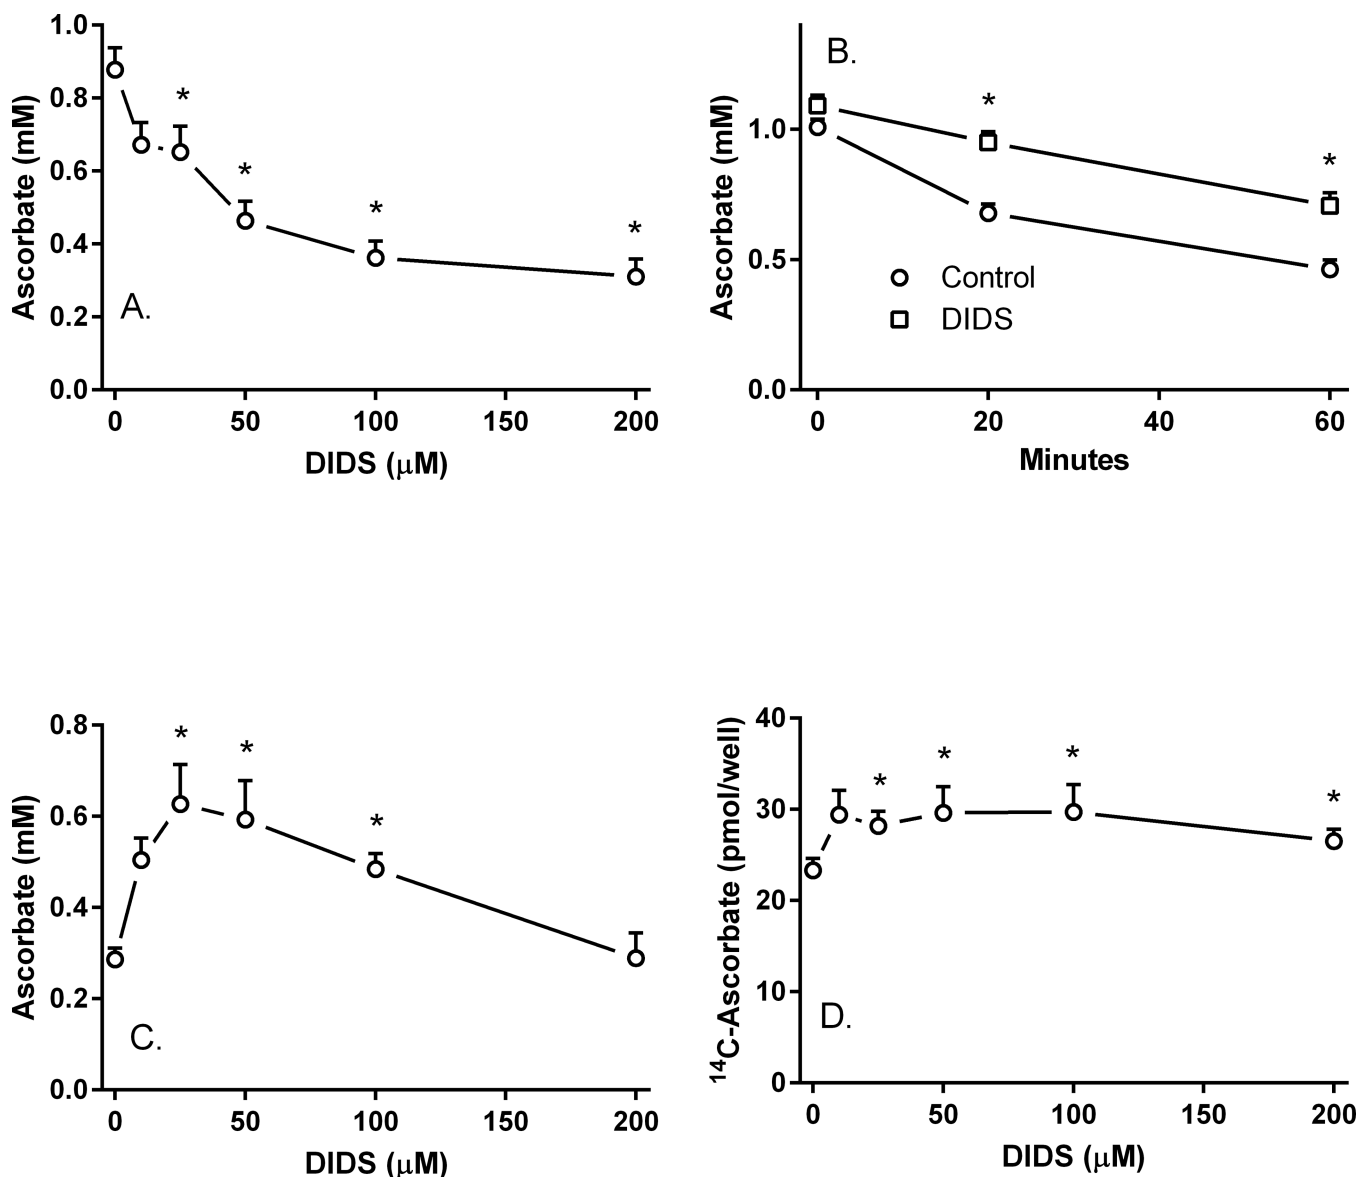 1.0
0.8
0.6
0.4
0.2
0.0
Ascorbate (mM)
* * * *
A.
0 50 100 150 200
DIDS (μM)
B.
1.0
0.5
0.0
Ascorbate (mM)
* *
Control
DIDS
0 20 40 60
Minutes
0.8
0.6
0.4
0.2
0.0
Ascorbate (mM)
* * *
C.
0 50 100 150 200
DIDS (μM)
40
30
20
10
0
¹⁴C-Ascorbate (pmol/well)
* * * *
D.
0 50 100 150 200
DIDS (μM)